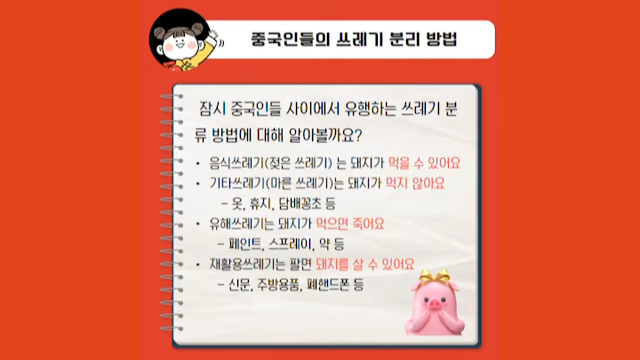 중국인들의 쓰레기 분리 방법
잠시 중국인들 사이에서 유행하는 쓰레기 분
류 방법에 대해 알아볼까요?
• 음식쓰레기(젖은 쓰레기) 는 돼지가 먹을 수 있어요
• 기타쓰레기(마른 쓰레기)는 돼지가 먹지 않아요
– 옷, 휴지, 담배꽁초 등
• 유해쓰레기는 돼지가 먹으면 죽어요
– 페인트, 스프레이, 약 등
• 재활용쓰레기는 팔면 돼지를 살 수 있어요
– 신문, 주방용품, 폐핸드폰 등